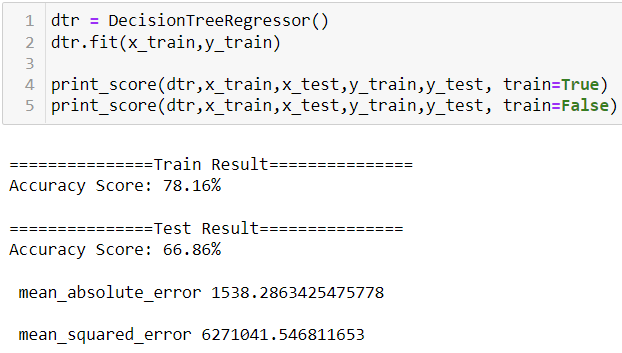 1 dtr = DecisionTreeRegressor()
2 dtr.fit(x_train,y_train)
3
4 print_score(dtr,x_train,x_test,y_train,y_test, train=True)
5 print_score(dtr,x_train,x_test,y_train,y_test, train=False)
===============Train Result===============
Accuracy Score: 78.16%
===============Test Result===============
Accuracy Score: 66.86%
mean_absolute_error 1538.2863425475778
mean_squared_error 6271041.546811653